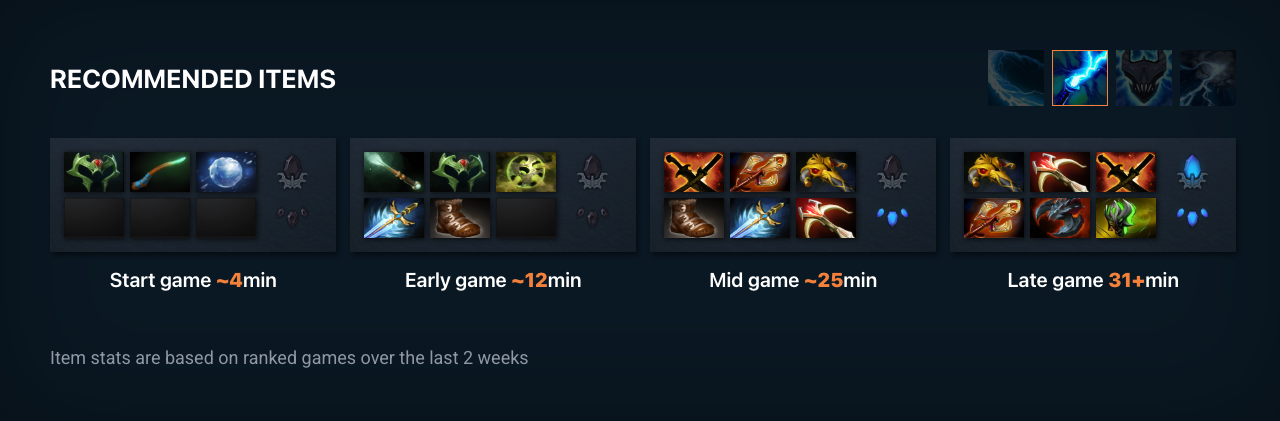 RECOMMENDED ITEMS
Start game ~4min
Early game ~12min
Mid game ~25min
Late game 31+min
Item stats are based on ranked games over the last 2 weeks